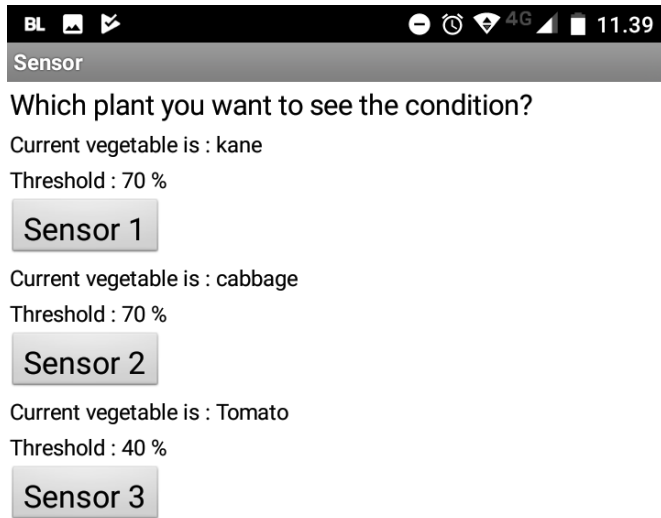 BL 4G 11.39
Sensor
Which plant you want to see the condition?
Current vegetable is : kane
Threshold : 70 %
Sensor 1
Current vegetable is : cabbage
Threshold : 70 %
Sensor 2
Current vegetable is : Tomato
Threshold : 40 %
Sensor 3